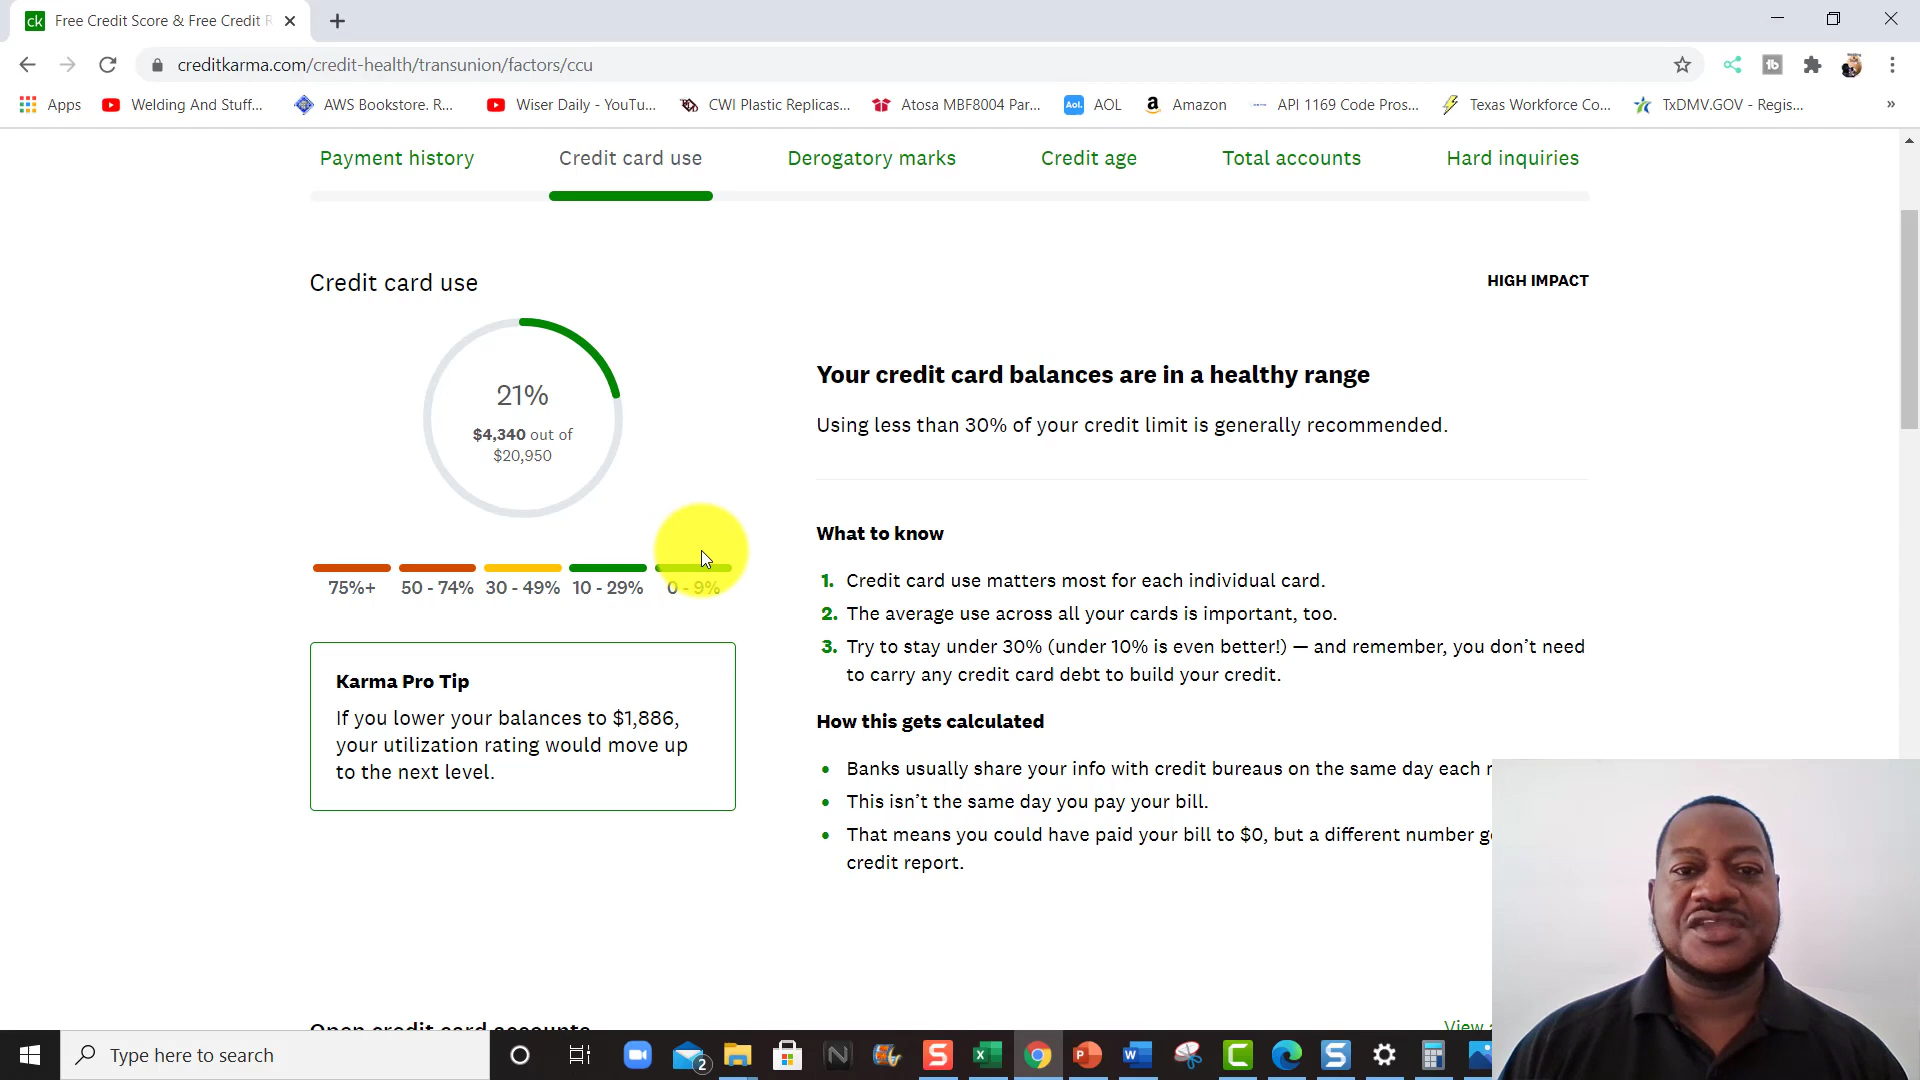 ck Free Credit Score & Free Credit R
creditkarma.com/credit-health/transunion/factors/ccu
Apps Welding And Stuff... AWS Bookstore. R... Wiser Daily - YouTu... CWI Plastic Replicas... Atosa MBF8004 Par... Aol. AOL Amazon API 1169 Code Pros... Texas Workforce Co... TxDMV.GOV - Regis... »
Payment history Credit card use Derogatory marks Credit age Total accounts Hard inquiries
Credit card use
HIGH IMPACT
21%
$4,340 out of
$20,950
75%+ 50 - 74% 30 - 49% 10 - 29% 0 - 9%
Karma Pro Tip
If you lower your balances to $1,886,
your utilization rating would move up
to the next level.
Your credit card balances are in a healthy range
Using less than 30% of your credit limit is generally recommended.
What to know
1. Credit card use matters most for each individual card.
2. The average use across all your cards is important, too.
3. Try to stay under 30% (under 10% is even better!) — and remember, you don’t need
to carry any credit card debt to build your credit.
How this gets calculated
• Banks usually share your info with credit bureaus on the same day each
• This isn’t the same day you pay your bill.
• That means you could have paid your bill to $0, but a different number
credit report.
Open credit card accounts
View
Type here to search
2